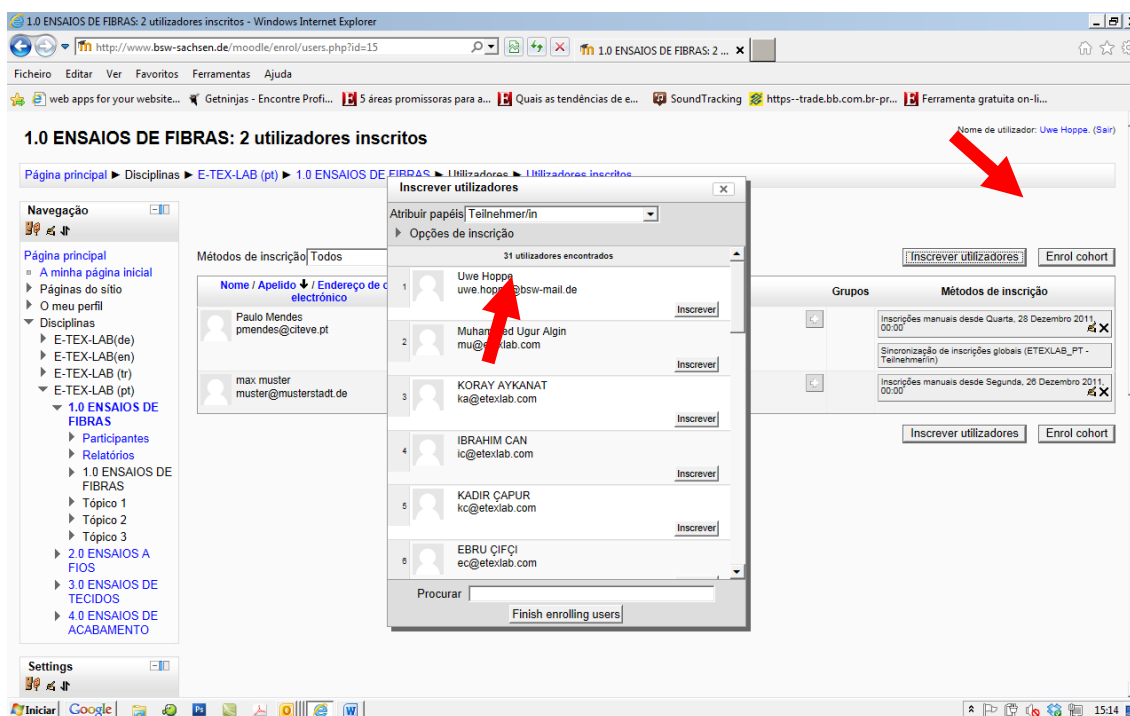 1.0 ENSAIOS DE FIBRAS: 2 utilizadores inscritos - Windows Internet Explorer
http://www.bsw-sachsen.de/moodle/enrol/users.php?id=15
1.0 ENSAIOS DE FIBRAS: 2 ...
Ficheiro Editar Ver Favoritos Ferramentas Ajuda
web apps for your website... Getninjas - Encontre Profi... 5 áreas promissoras para a... Quais as tendências de e... SoundTracking https--trade.bb.com.br-pr... Ferramenta gratuita on-li...
Nome de utilizador: Uwe Hoppe. (Sair)
1.0 ENSAIOS DE FIBRAS: 2 utilizadores inscritos
Página principal ► Disciplinas ► E-TEX-LAB (pt) ► 1.0 ENSAIOS DE FIBRAS ► Utilizadores ► Utilizadores inscritos
Navegação
Página principal
A minha página inicial
Páginas do sítio
O meu perfil
Disciplinas
E-TEX-LAB(de)
E-TEX-LAB(en)
E-TEX-LAB (tr)
E-TEX-LAB (pt)
1.0 ENSAIOS DE
FIBRAS
Participantes
Relatórios
1.0 ENSAIOS DE
FIBRAS
Tópico 1
Tópico 2
Tópico 3
2.0 ENSAIOS A
FIOS
3.0 ENSAIOS DE
TECIDOS
4.0 ENSAIOS DE
ACABAMENTO
Settings
Métodos de inscrição Todos
Nome / Apelido / Endereço de
electrónico
Paulo Mendes
pmendes@citeve.pt
max muster
muster@musterstadt.de
Inscrever utilizadores
Atribuir papéis Teilnehmer/in
Opções de inscrição
31 utilizadores encontrados
1
Uwe Hoppe
uwe.hoppe@bsw-mail.de
Inscrever
2
Muhammed Ugur Algin
mu@etexlab.com
Inscrever
3
KORAY AYKANAT
ka@etexlab.com
Inscrever
4
IBRAHIM CAN
ic@etexlab.com
Inscrever
5
KADIR ÇAPUR
kc@etexlab.com
Inscrever
6
EBRU ÇIFÇI
ec@etexlab.com
Procurar
Finish enrolling users
Inscrever utilizadores Enrol cohort
Grupos Métodos de inscrição
Inscrições manuais desde Quarta, 28 Dezembro 2011,
00:00
Sincronização de inscrições globais (ETEXLAB_PT -
Teilnehmer/in)
Inscrições manuais desde Segunda, 26 Dezembro 2011,
00:00
Inscrever utilizadores Enrol cohort
Iniciar Google 15:14